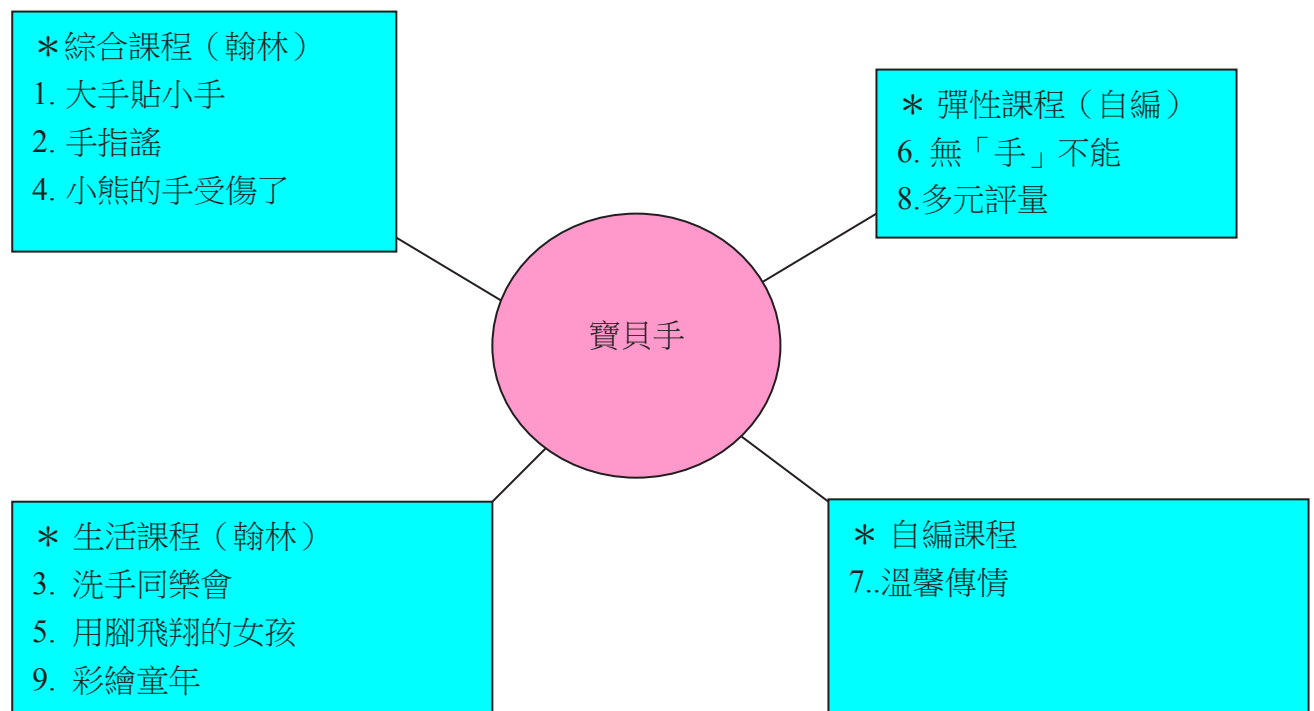 ＊綜合課程（翰林）
1. 大手貼小手
2. 手指謠
4. 小熊的手受傷了
＊ 彈性課程（自編）
6. 無「手」不能
8.多元評量
寶貝手
＊ 生活課程（翰林）
3. 洗手同樂會
5. 用腳飛翔的女孩
9. 彩繪童年
＊ 自編課程
7..溫馨傳情